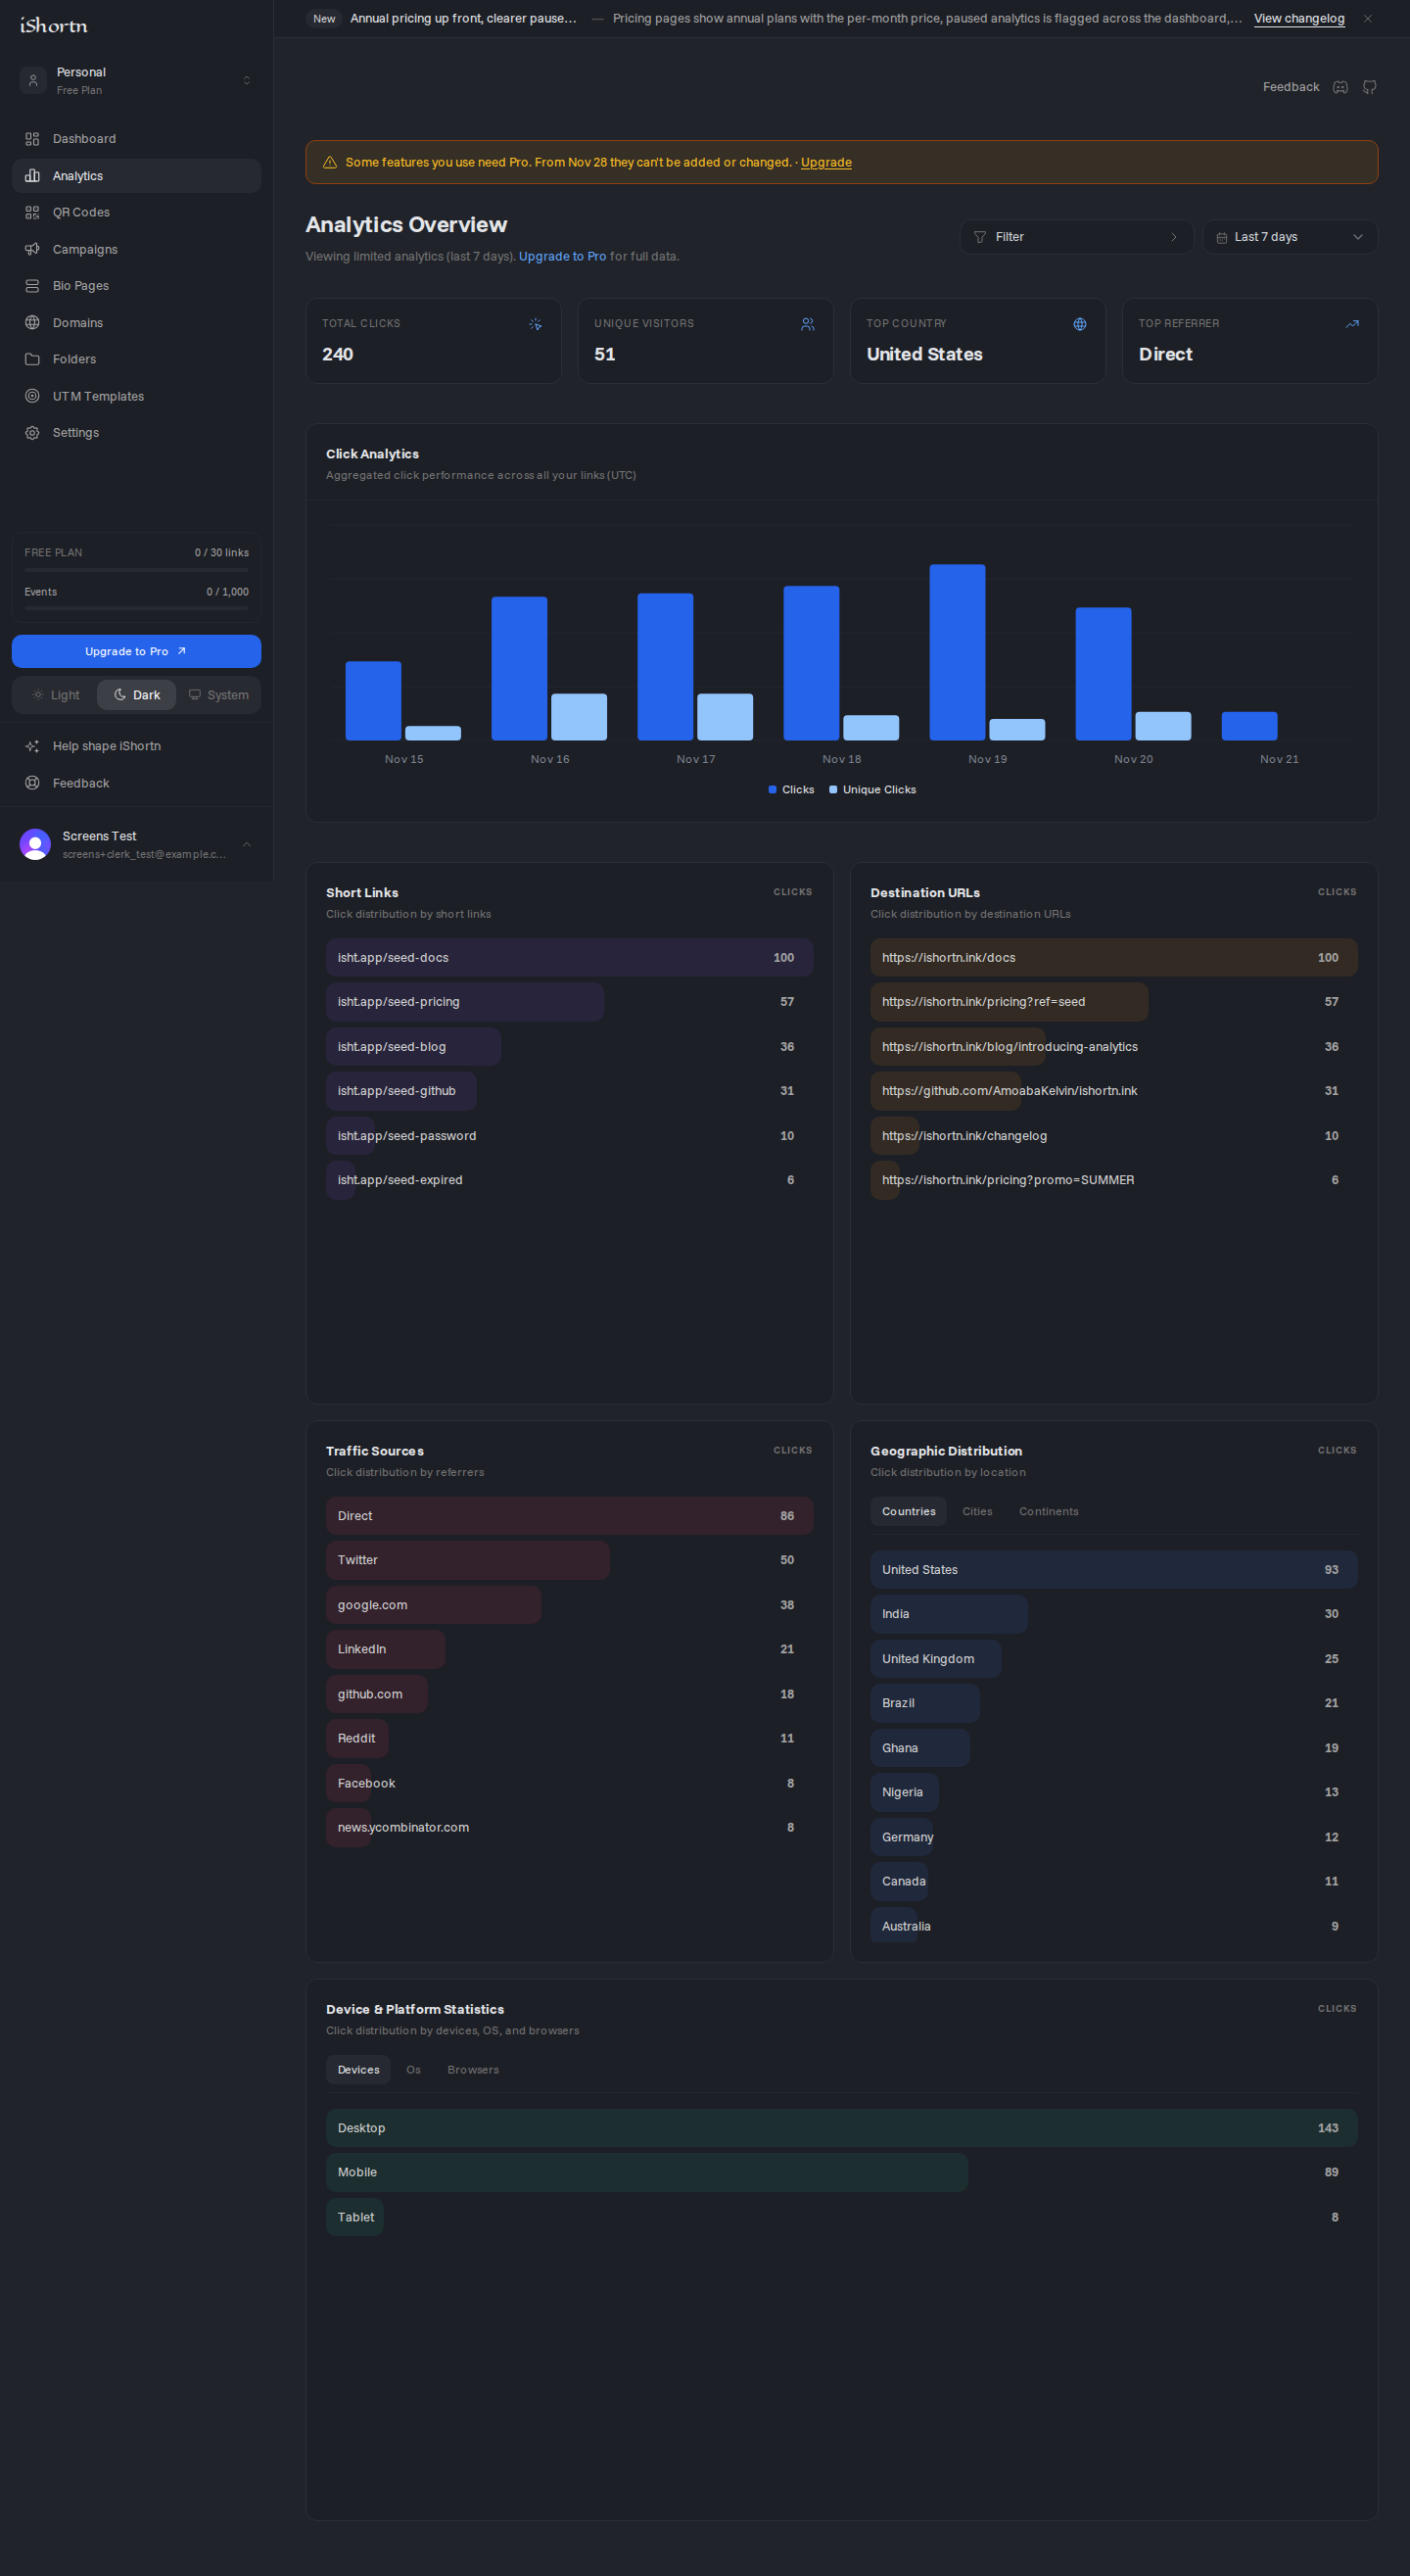 iShortn
Personal
Free Plan
Dashboard
Analytics
QR Codes
Campaigns
Bio Pages
Domains
Folders
UTM Templates
Settings
FREE PLAN 0 / 30 links
Events 0 / 1,000
Upgrade to Pro
Light Dark System
Help shape iShortn
Feedback
Screens Test
screens+clerk_test@example.c...
New Annual pricing up front, clearer pause... — Pricing pages show annual plans with the per-month price, paused analytics is flagged across the dashboard,... View changelog
Feedback
Some features you use need Pro. From Nov 28 they can't be added or changed. · Upgrade
Analytics Overview
Viewing limited analytics (last 7 days). Upgrade to Pro for full data.
Filter
Last 7 days
TOTAL CLICKS
240
UNIQUE VISITORS
51
TOP COUNTRY
United States
TOP REFERRER
Direct
Click Analytics
Aggregated click performance across all your links (UTC)
Nov 15 Nov 16 Nov 17 Nov 18 Nov 19 Nov 20 Nov 21
Clicks Unique Clicks
Short Links CLICKS
Click distribution by short links
isht.app/seed-docs 100
isht.app/seed-pricing 57
isht.app/seed-blog 36
isht.app/seed-github 31
isht.app/seed-password 10
isht.app/seed-expired 6
Destination URLs CLICKS
Click distribution by destination URLs
https://ishortn.ink/docs 100
https://ishortn.ink/pricing?ref=seed 57
https://ishortn.ink/blog/introducing-analytics 36
https://github.com/AmoabaKelvin/ishortn.ink 31
https://ishortn.ink/changelog 10
https://ishortn.ink/pricing?promo=SUMMER 6
Traffic Sources CLICKS
Click distribution by referrers
Direct 86
Twitter 50
google.com 38
LinkedIn 21
github.com 18
Reddit 11
Facebook 8
news.ycombinator.com 8
Geographic Distribution CLICKS
Click distribution by location
Countries Cities Continents
United States 93
India 30
United Kingdom 25
Brazil 21
Ghana 19
Nigeria 13
Germany 12
Canada 11
Australia 9
Device & Platform Statistics CLICKS
Click distribution by devices, OS, and browsers
Devices Os Browsers
Desktop 143
Mobile 89
Tablet 8